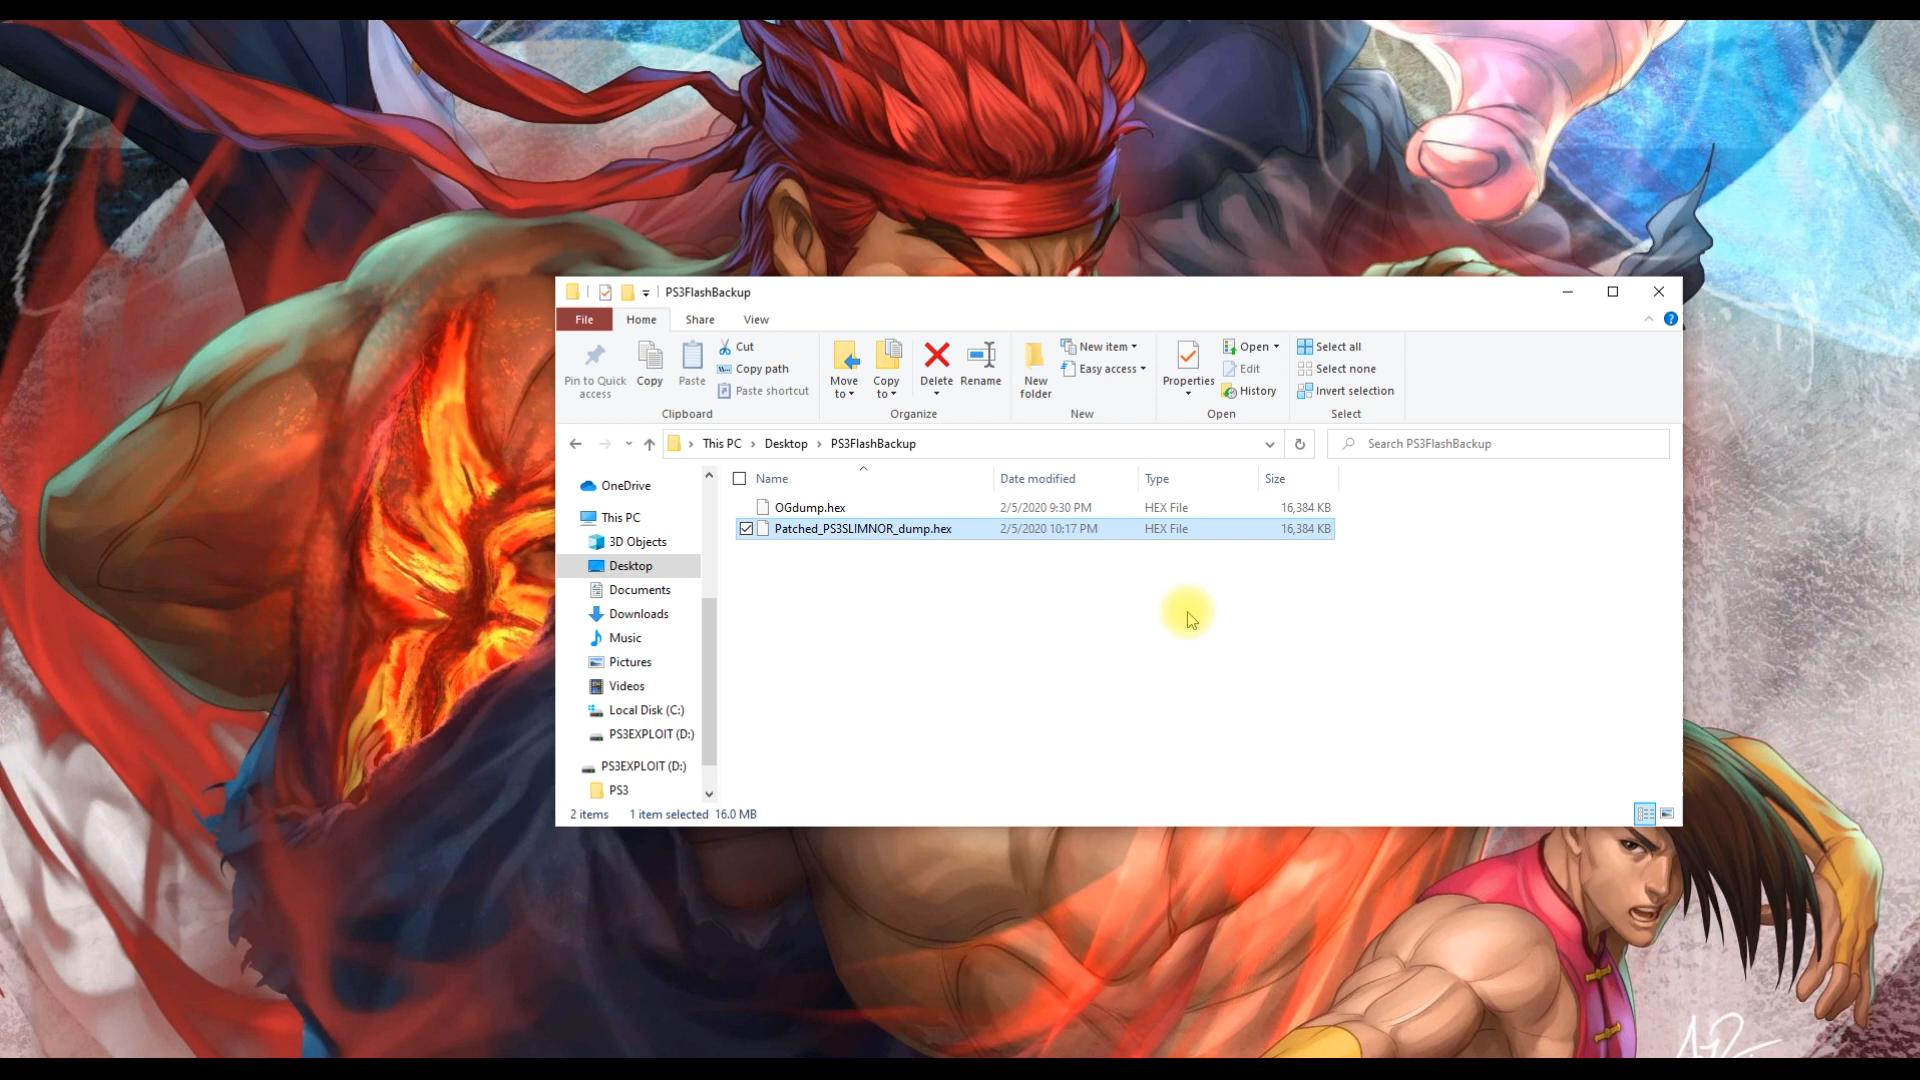 PS3FlashBackup
File Home Share View
Pin to Quick access
Copy
Paste
Cut
Copy path
Paste shortcut
Clipboard
Move to
Copy to
Delete
Rename
Organize
New folder
New item
Easy access
New
Properties
Open
Edit
History
Open
Select all
Select none
Invert selection
Select
This PC > Desktop > PS3FlashBackup
Search PS3FlashBackup
OneDrive
This PC
3D Objects
Desktop
Documents
Downloads
Music
Pictures
Videos
Local Disk (C:)
PS3EXPLOIT (D:)
PS3EXPLOIT (D:)
PS3
Name Date modified Type Size
OGdump.hex 2/5/2020 9:30 PM HEX File 16,384 KB
Patched_PS3SLIMNOR_dump.hex 2/5/2020 10:17 PM HEX File 16,384 KB
2 items 1 item selected 16.0 MB